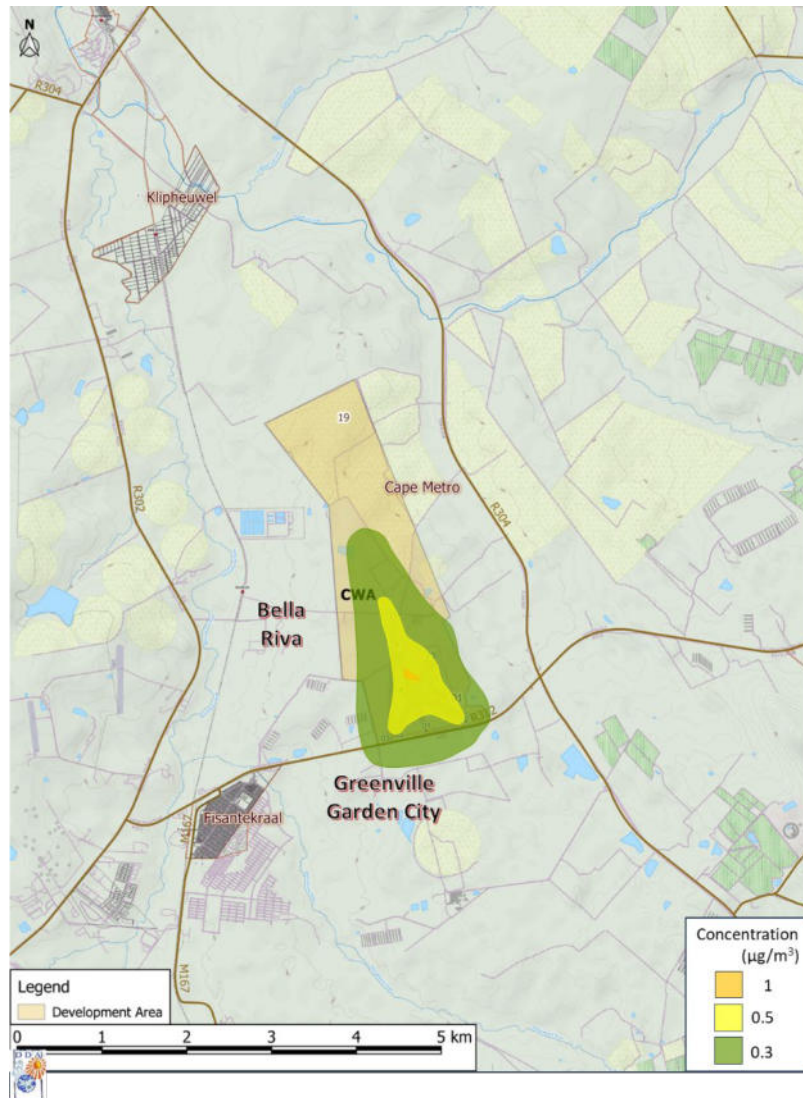 N
R304
Klipheuwel
19
Cape Metro
R302
R304
CWA
Bella
Riva
R312
Greenville
Garden City
Fisantekraal
M167
M167
Legend
Development Area
0 1 2 3 4 5 km
Concentration
(µg/m³)
1
0.5
0.3